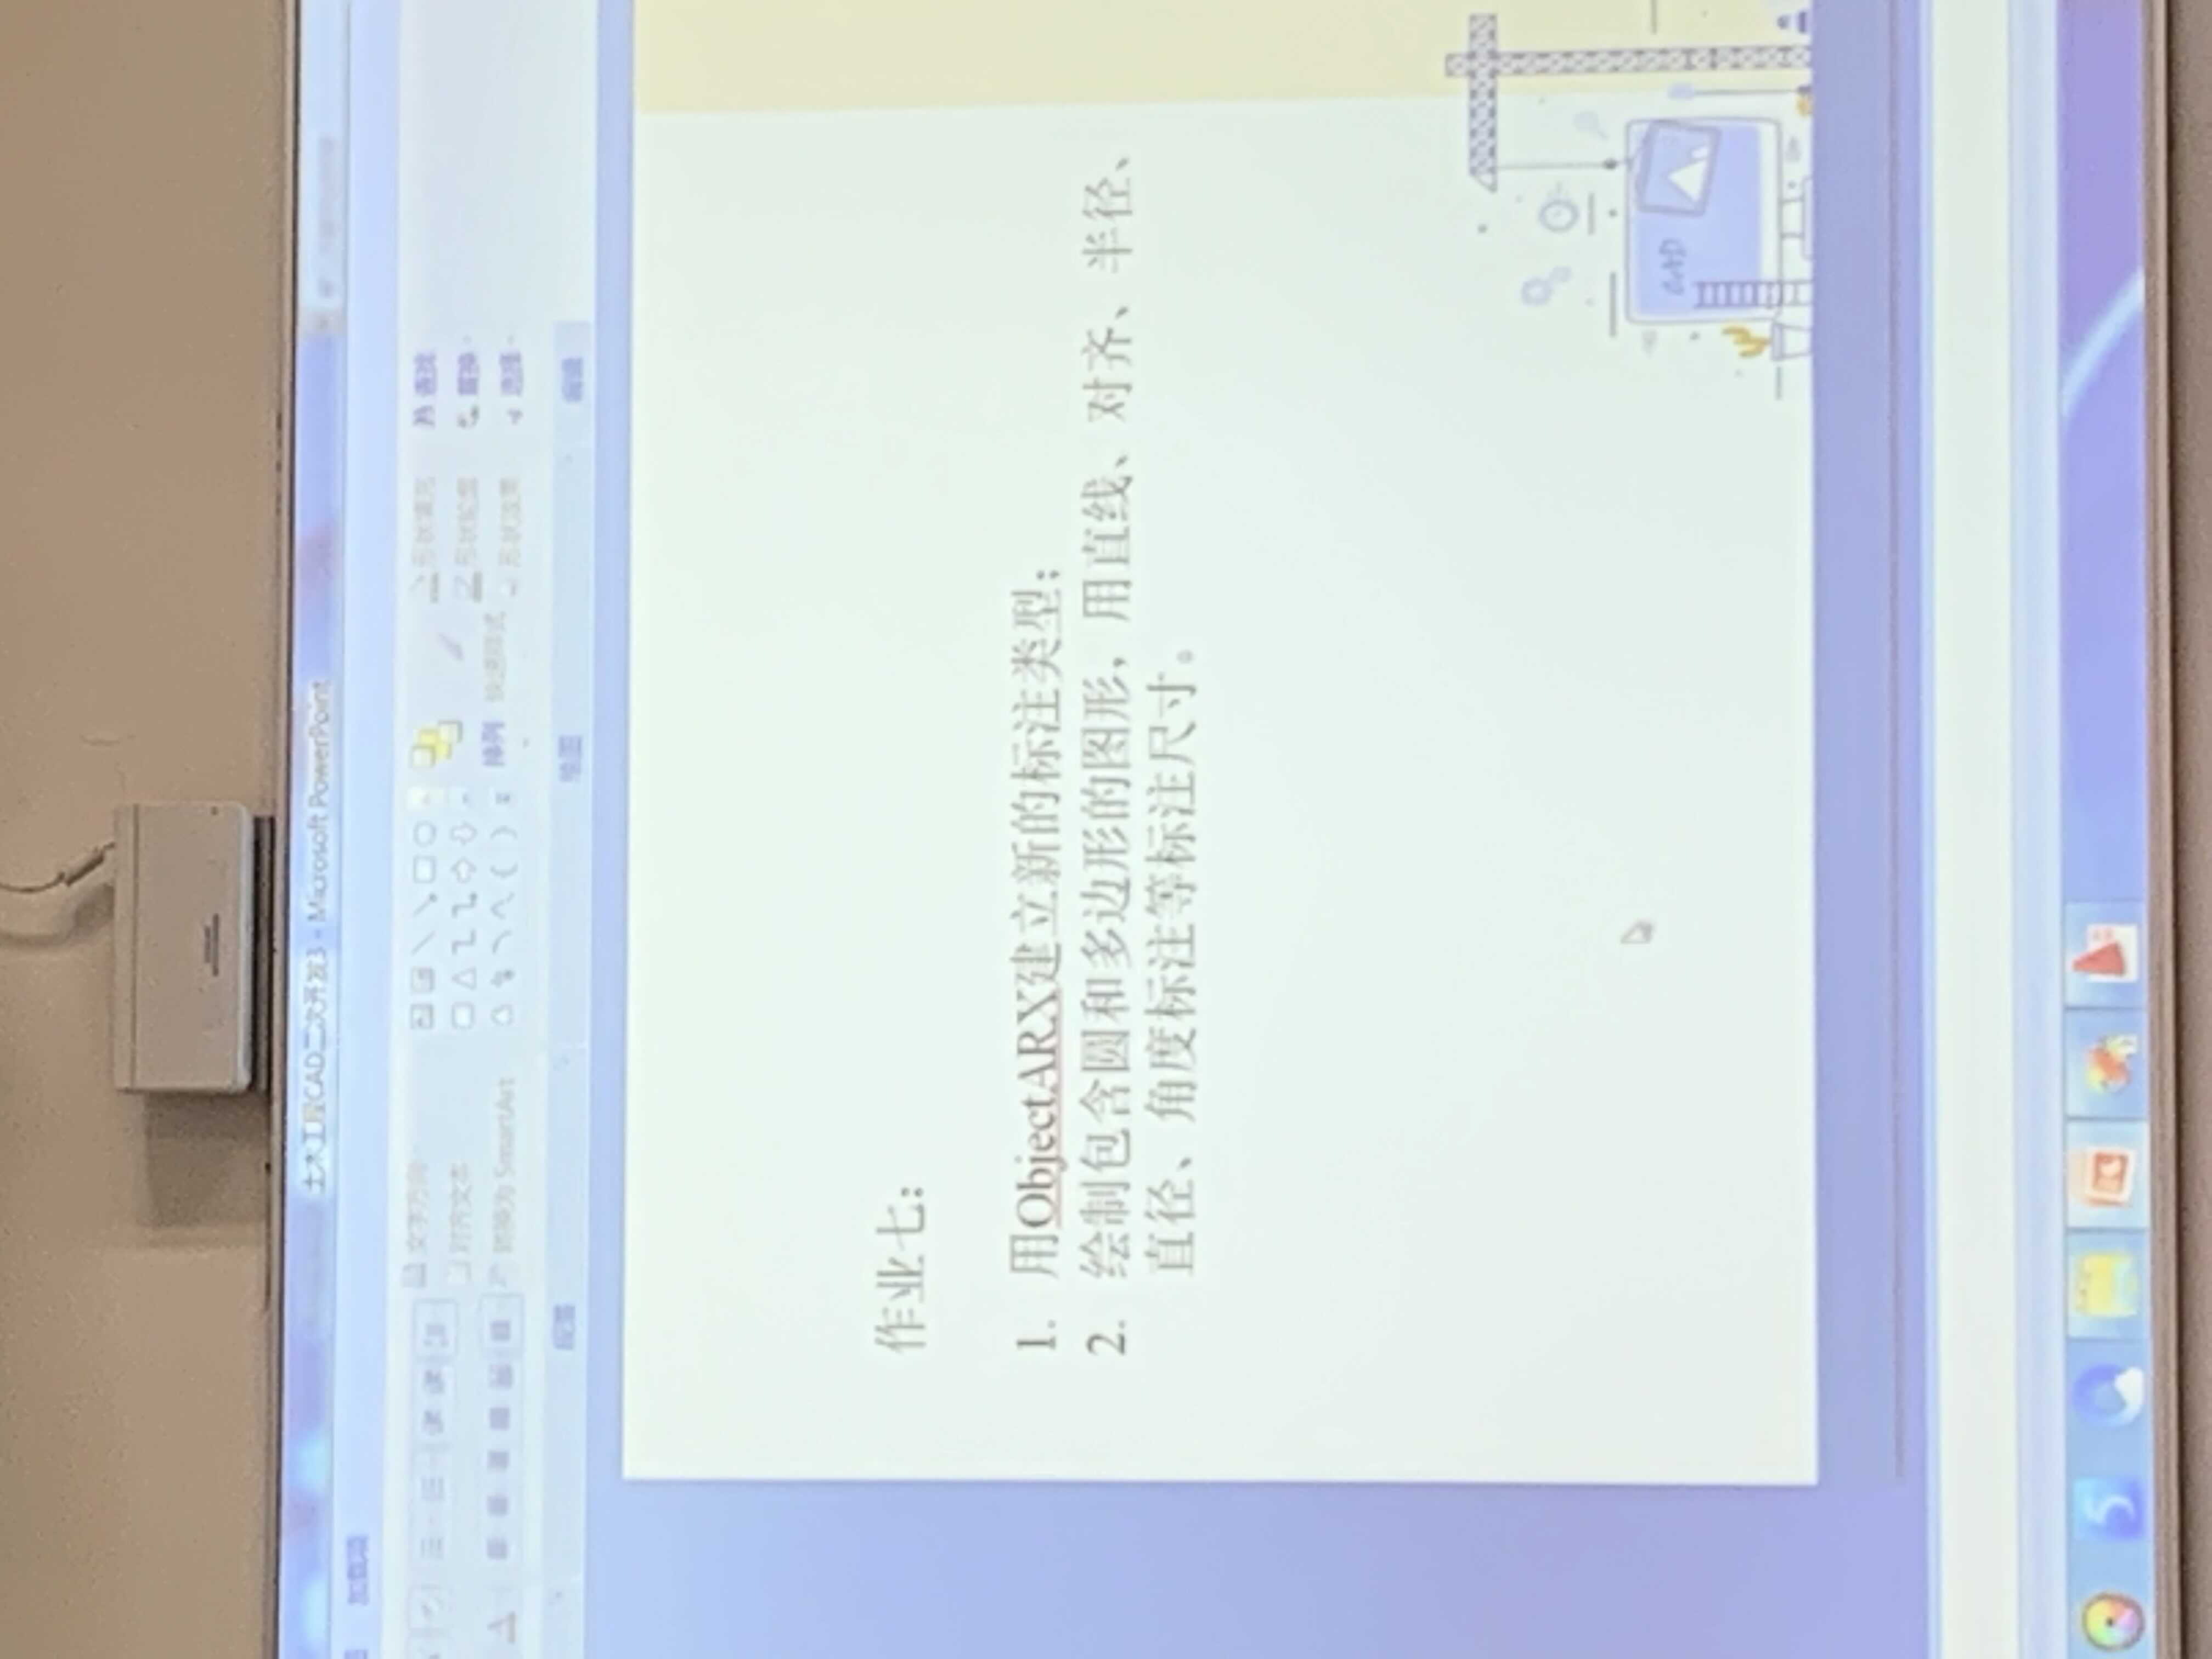 土木工程CAD二次开发3 - Microsoft PowerPoint
加载项
文字方向
对齐文本
转换为 SmartArt
排列
快速样式
形状填充
形状轮廓
形状效果
查找
替换
选择
段落
绘图
编辑
作业七：
1. 用ObjectARX建立新的标注类型；
2. 绘制包含圆和多边形的图形，用直线、对齐、半径、
直径、角度标注等标注尺寸。
CAD